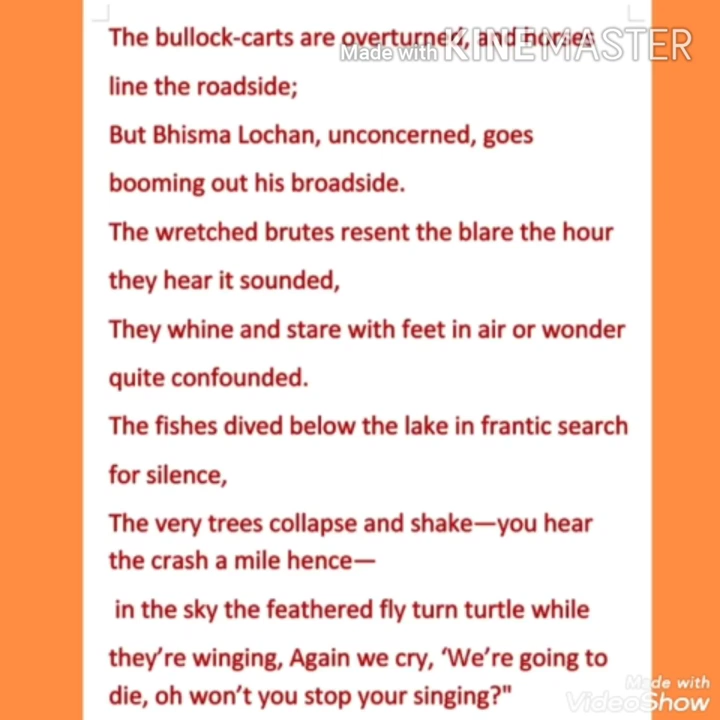 The bullock-carts are overturned, and horses
Made with KINEMASTER
line the roadside;
But Bhisma Lochan, unconcerned, goes
booming out his broadside.
The wretched brutes resent the blare the hour
they hear it sounded,
They whine and stare with feet in air or wonder
quite confounded.
The fishes dived below the lake in frantic search
for silence,
The very trees collapse and shake—you hear
the crash a mile hence—
in the sky the feathered fly turn turtle while
they’re winging, Again we cry, ‘We’re going to
die, oh won’t you stop your singing?"
Made with
VideoShow